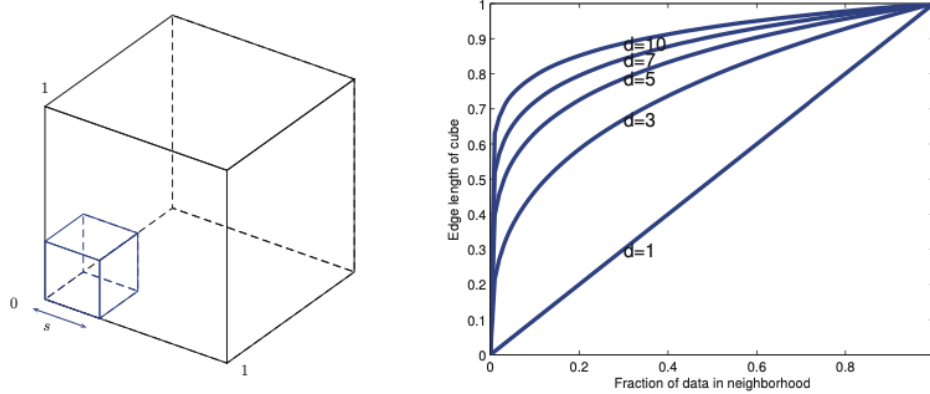 1
0
s
1
1
0.9
0.8
0.7
0.6
0.5
0.4
0.3
0.2
0.1
0
Edge length of cube
d=10
d=7
d=5
d=3
d=1
0
0.2
0.4
0.6
0.8
Fraction of data in neighborhood